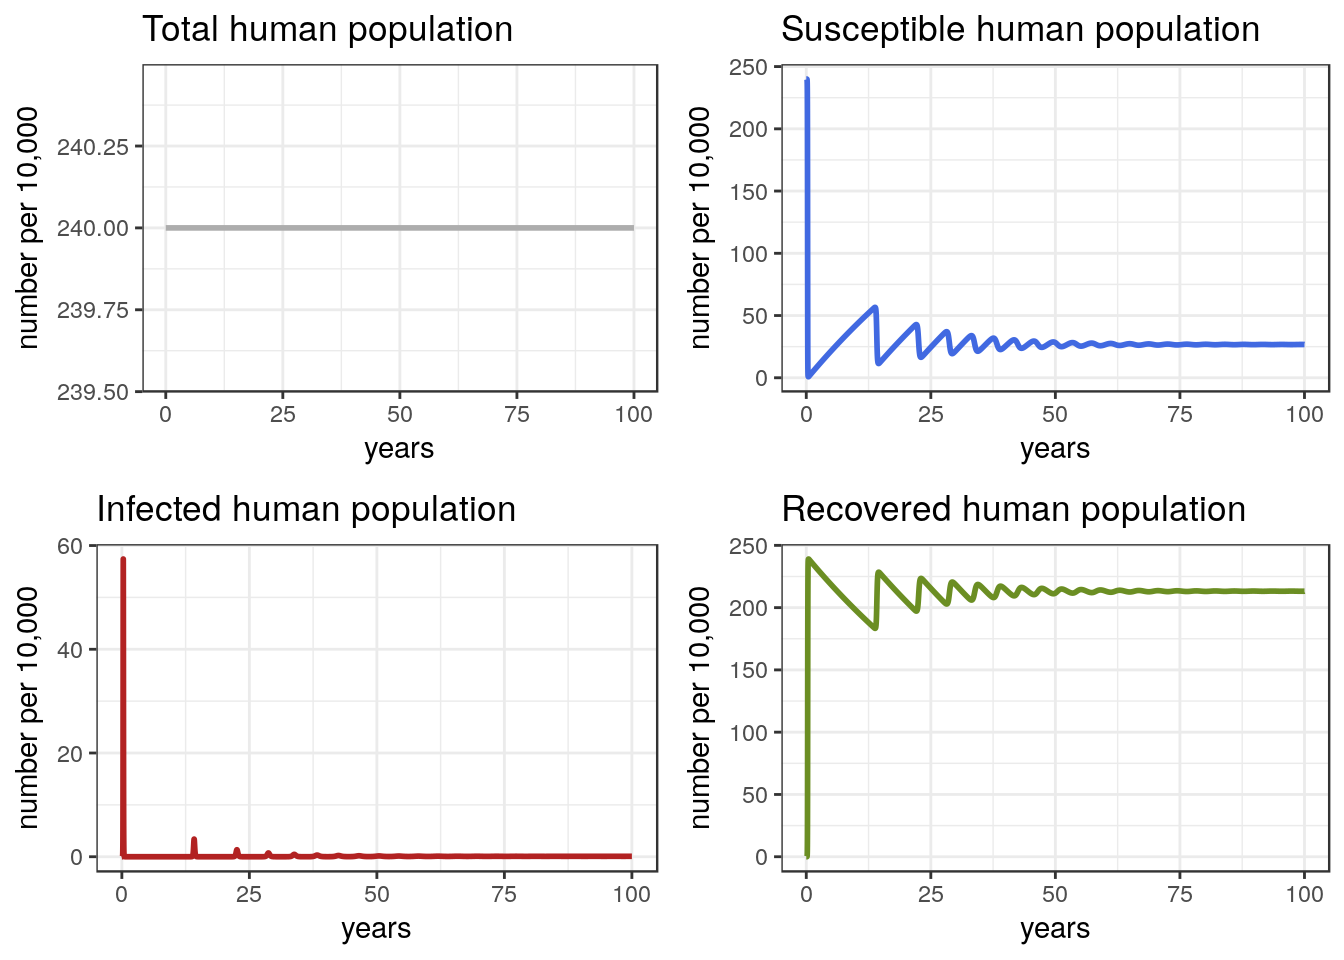 Total human population
number per 10,000
240.25
240.00
239.75
239.50
0 25 50 75 100
years
Susceptible human population
number per 10,000
250
200
150
100
50
0
0 25 50 75 100
years
Infected human population
number per 10,000
60
40
20
0
0 25 50 75 100
years
Recovered human population
number per 10,000
250
200
150
100
50
0
0 25 50 75 100
years